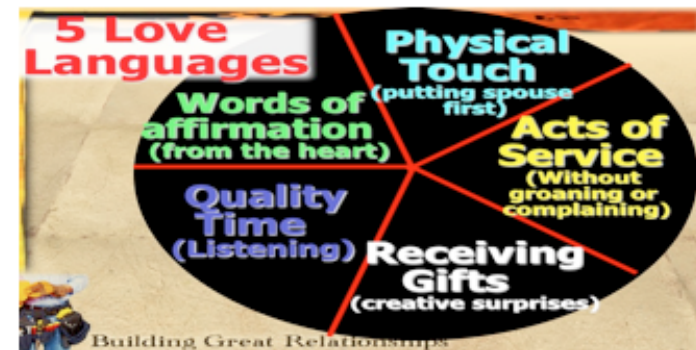 5 Love
Languages
Physical
Touch
(putting spouse
first)
Words of
affirmation
(from the heart)
Acts of
Service
(Without
groaning or
complaining)
Quality
Time
(Listening)
Receiving
Gifts
(creative surprises)
Building Great Relationships